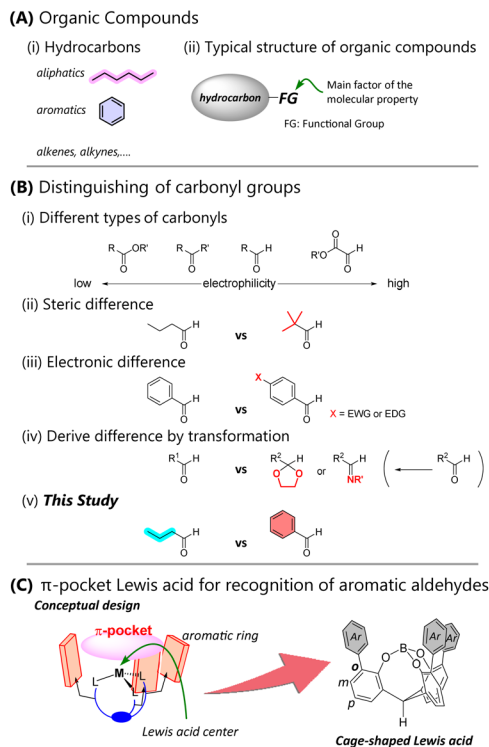 (A) Organic Compounds
(i) Hydrocarbons
(ii) Typical structure of organic compounds
aliphatics
aromatics
alkenes, alkynes,....
hydrocarbon
FG
Main factor of the
molecular property
FG: Functional Group
(B) Distinguishing of carbonyl groups
(i) Different types of carbonyls
R OR' O
R R' O
R H O
R'O O H O
low electrophilicity high
(ii) Steric difference
H O vs H O
(iii) Electronic difference
H O vs X H O
X = EWG or EDG
(iv) Derive difference by transformation
R1 H O vs R2 H O O or R2 H NR' ( R2 H O )
(v) This Study
H O vs H O
(C) π-pocket Lewis acid for recognition of aromatic aldehydes
Conceptual design
π-pocket
aromatic ring
M
L L L
Lewis acid center
Ar Ar Ar
B O O O
o
m
p
H
Cage-shaped Lewis acid